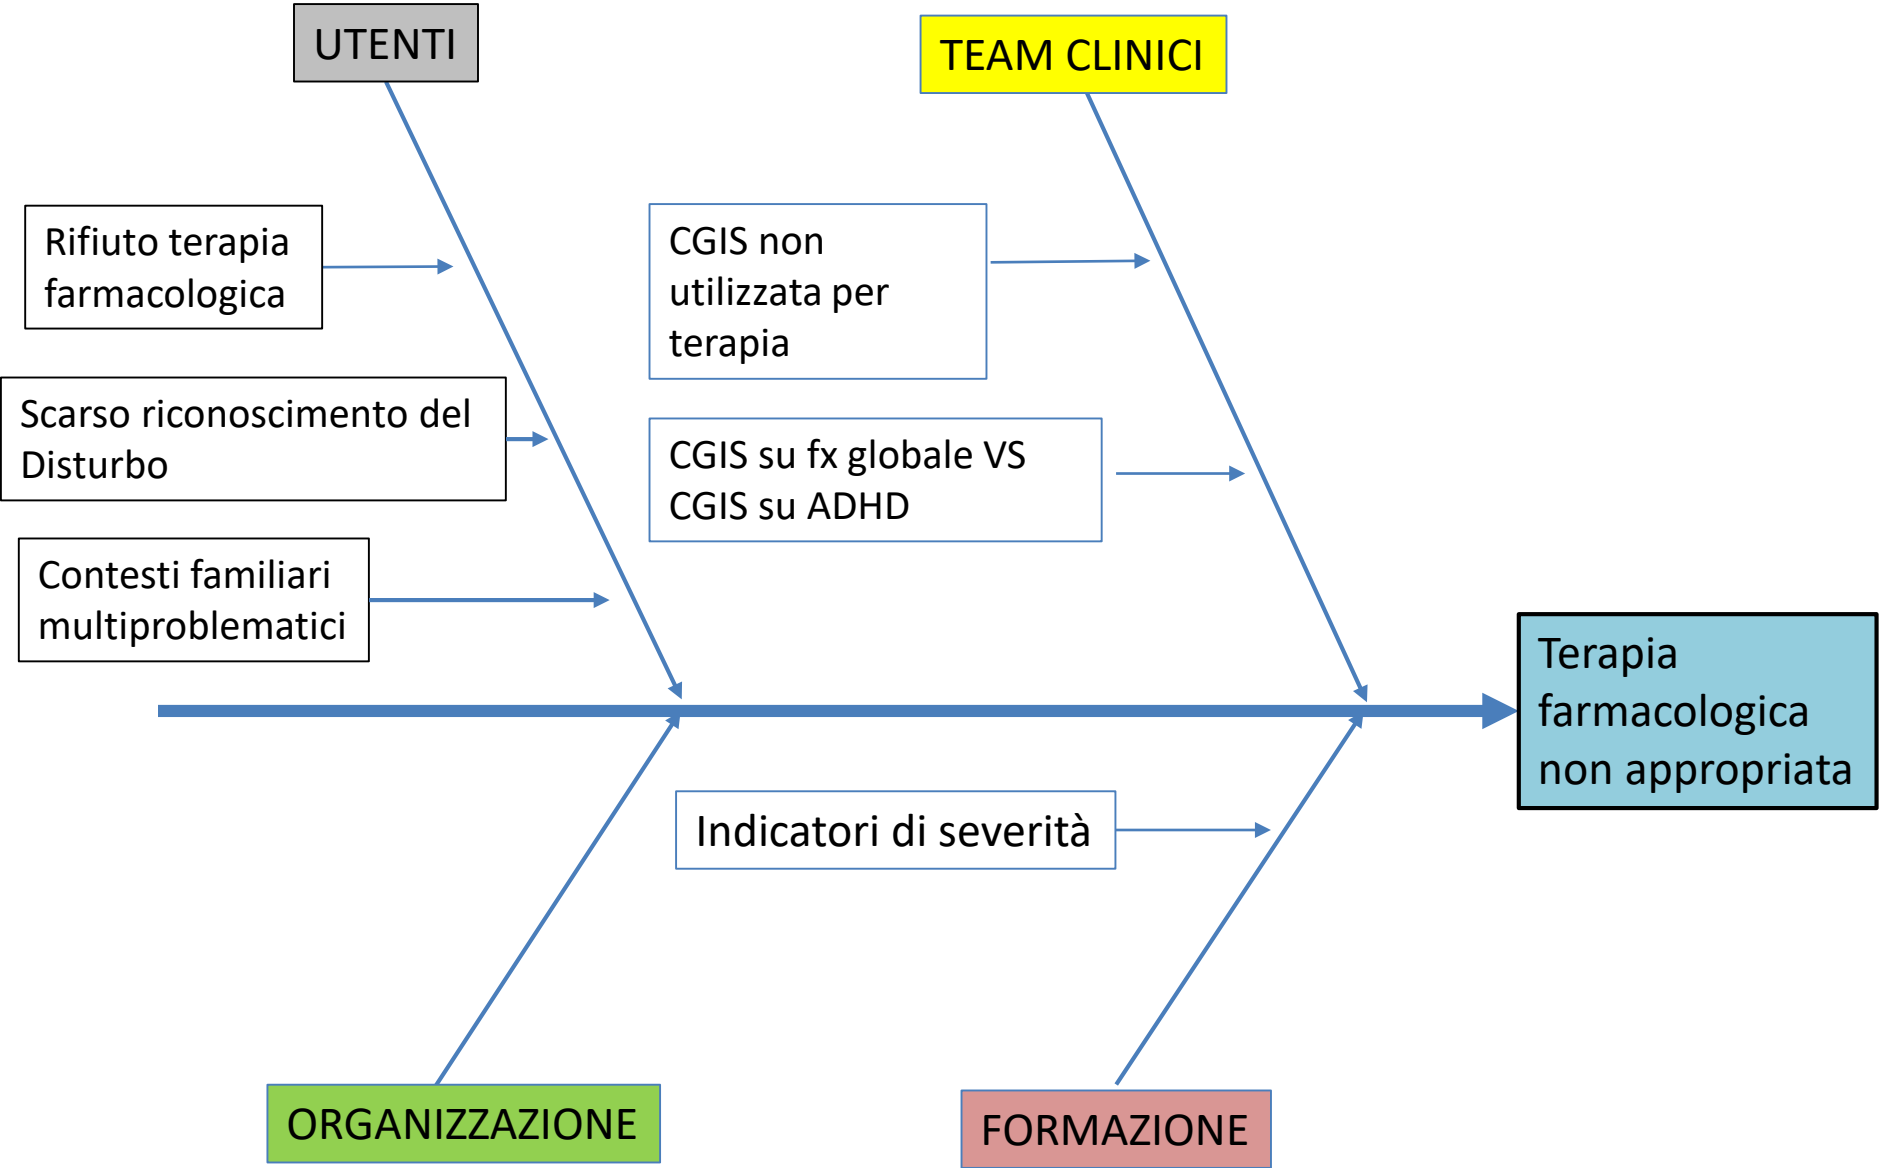 UTENTI
TEAM CLINICI
Rifiuto terapia
farmacologica
CGIS non
utilizzata per
terapia
Scarso riconoscimento del
Disturbo
CGIS su fx globale VS
CGIS su ADHD
Contesti familiari
multiproblematici
Terapia
farmacologica
non appropriata
Indicatori di severità
ORGANIZZAZIONE
FORMAZIONE